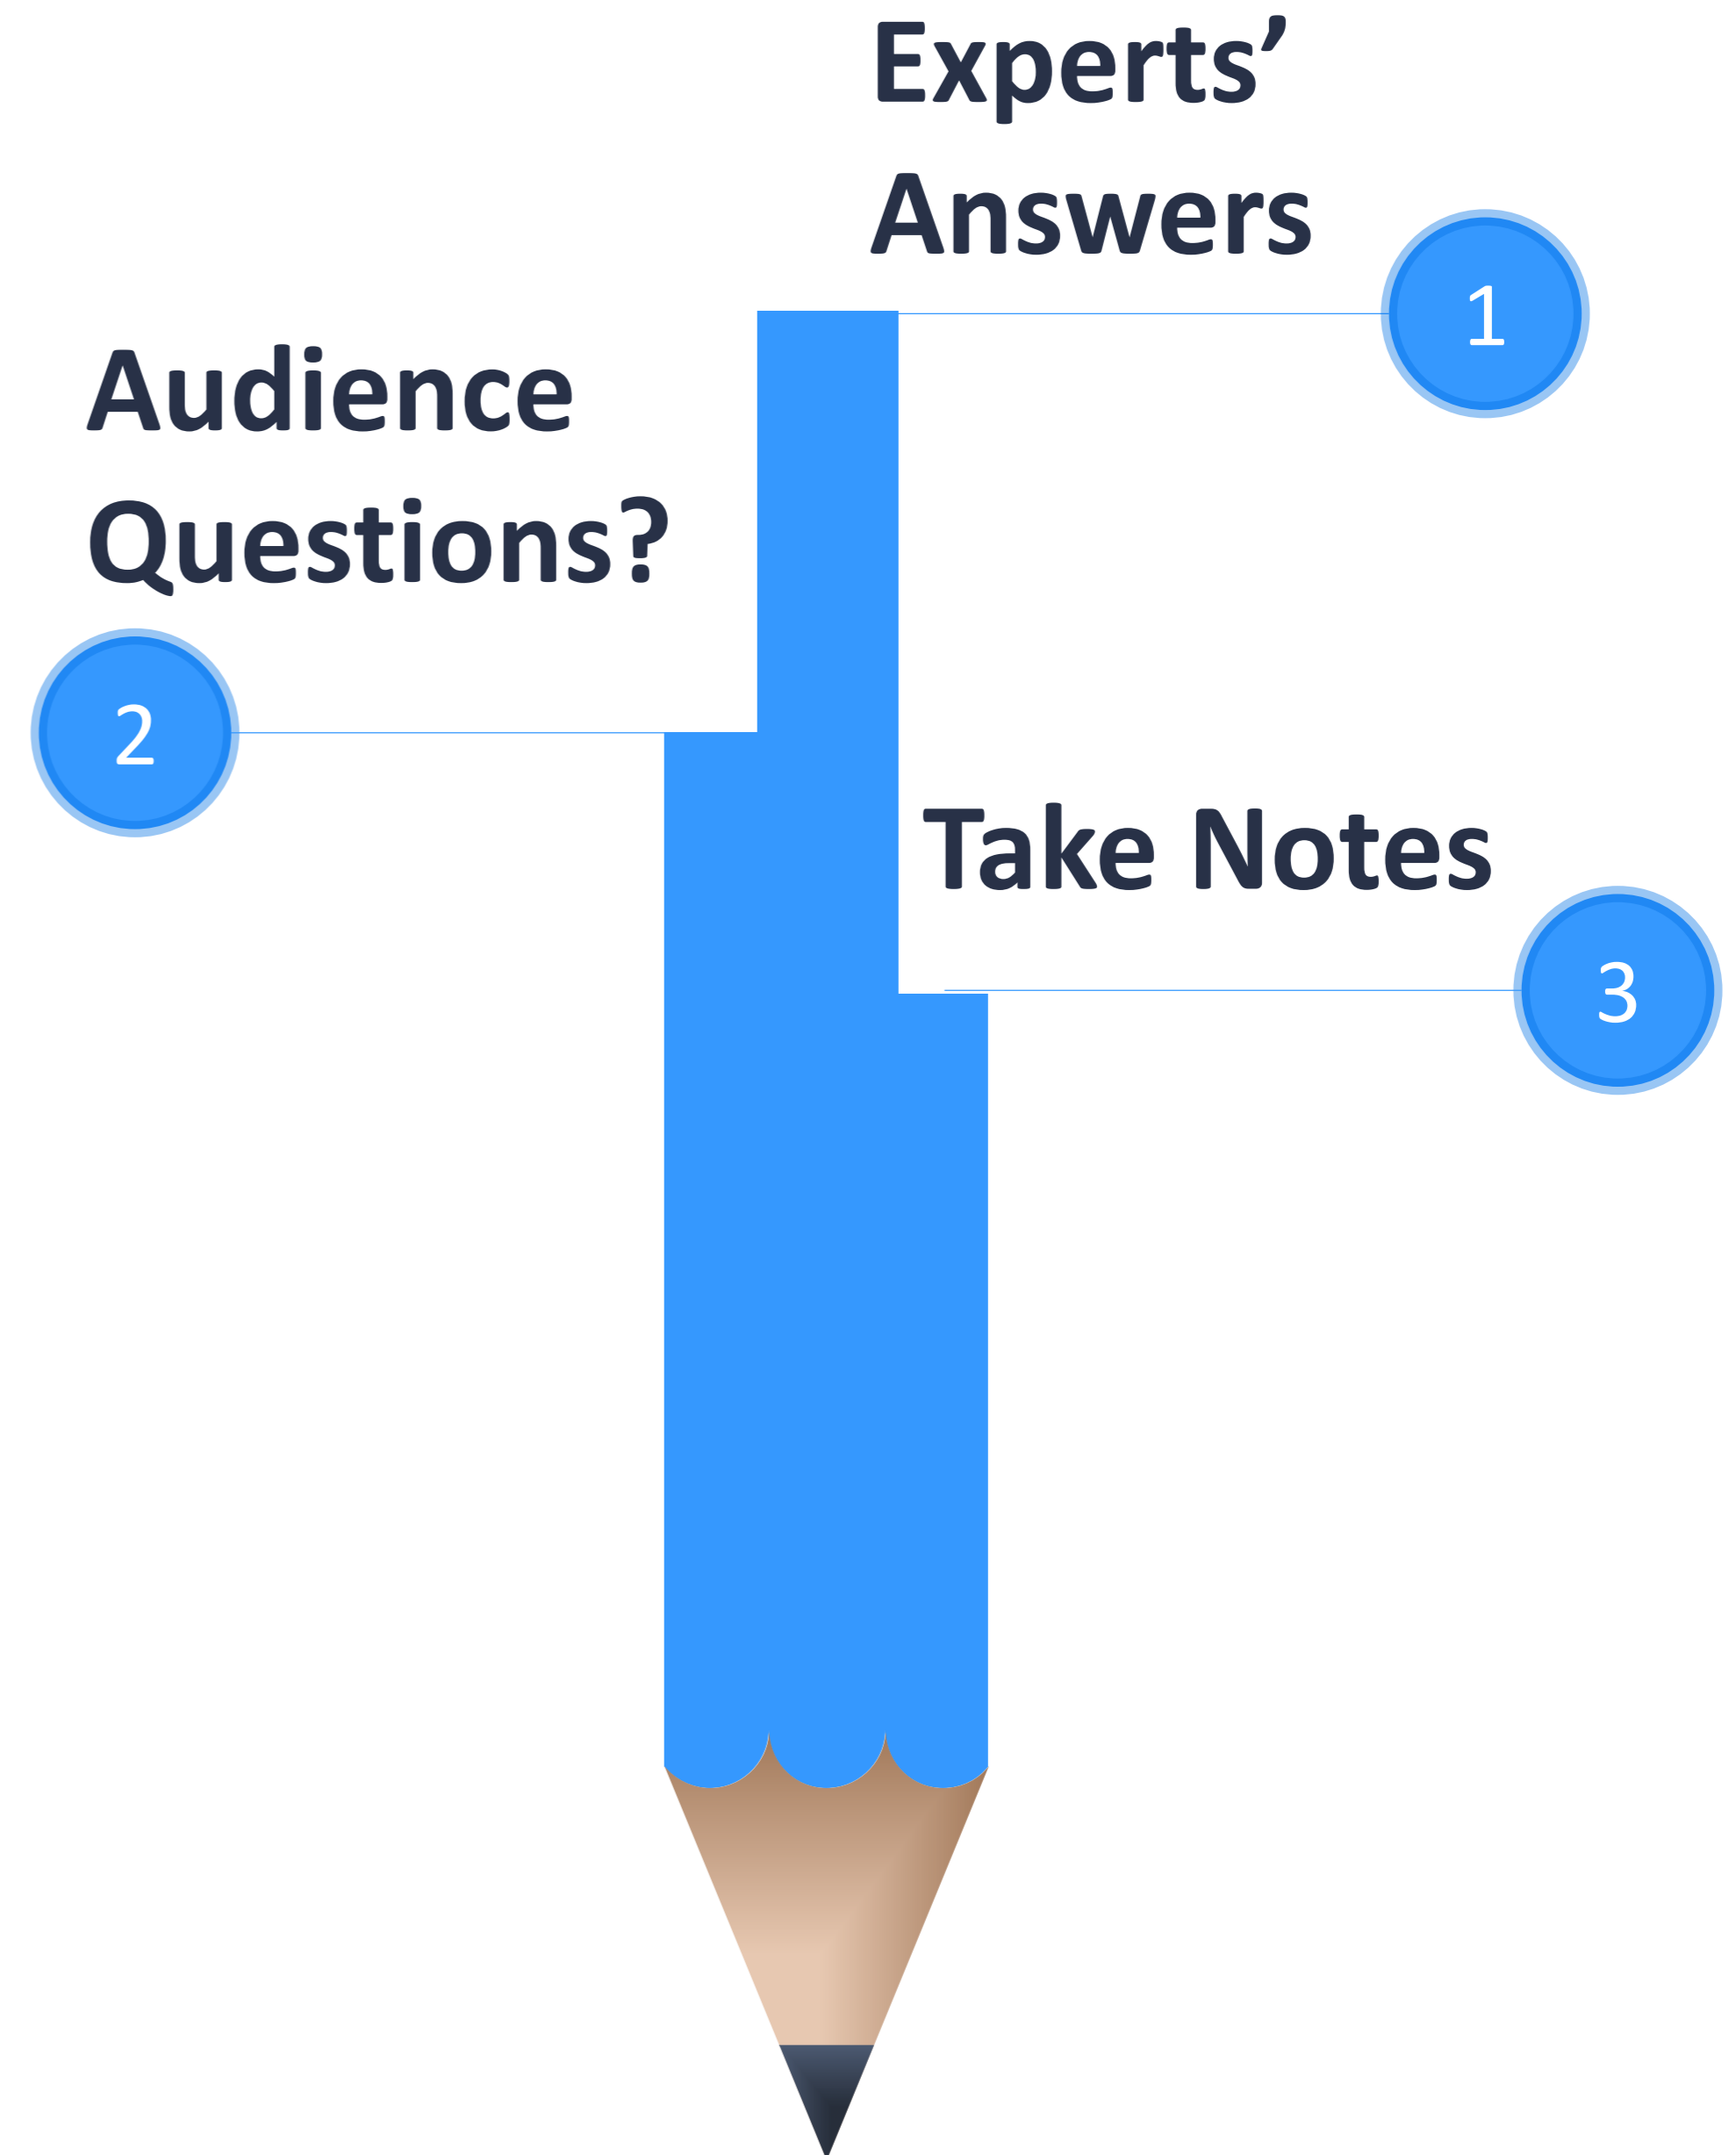 Experts’
Answers
1
Audience
Questions?
2
Take Notes
3